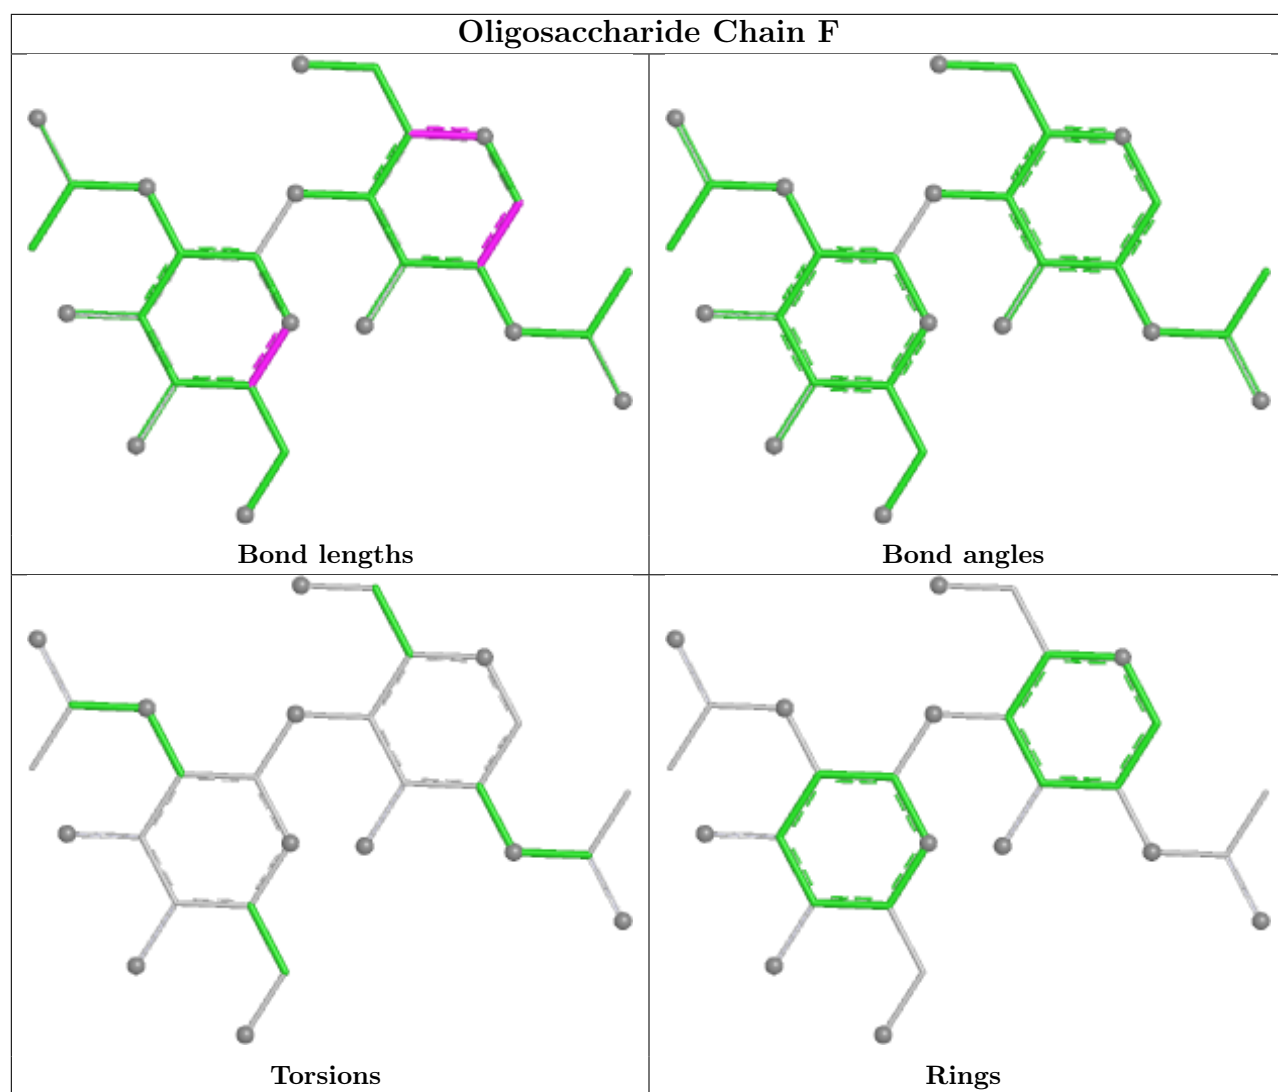 Oligosaccharide Chain F
Bond lengths
Bond angles
Torsions
Rings